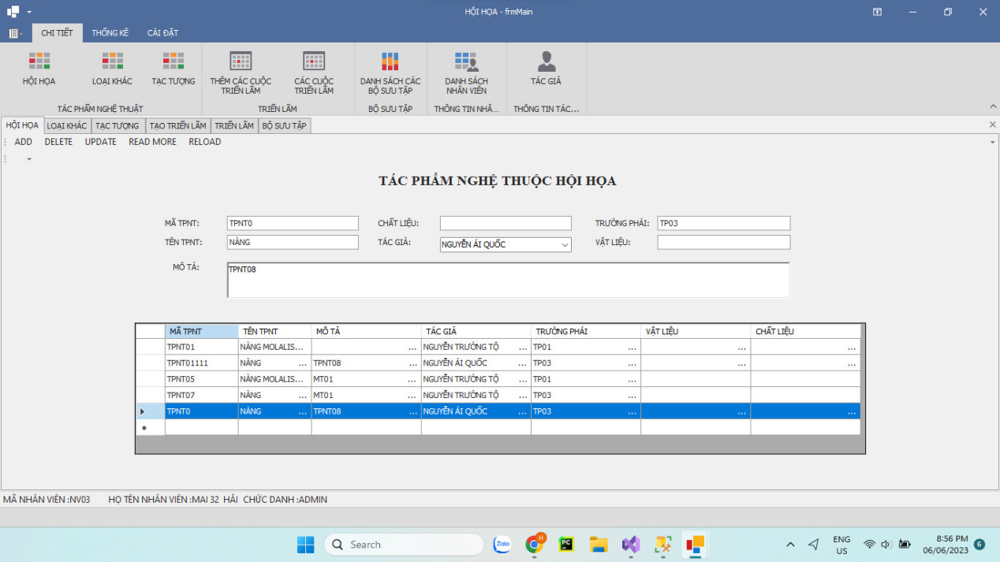 HỘI HỌA - frmMain
CHI TIẾT THỐNG KÊ CÀI ĐẶT
HỘI HỌA LOẠI KHÁC TẠC TƯỢNG THÊM CÁC CUỘC TRIỂN LÃM CÁC CUỘC TRIỂN LÃM DANH SÁCH CÁC BỘ SƯU TẬP DANH SÁCH NHÂN VIÊN TÁC GIẢ
TÁC PHẨM NGHỆ THUẬT TRIỂN LÃM BỘ SƯU TẬP THÔNG TIN NHÂ... THÔNG TIN TÁC...
HỘI HỌA LOẠI KHÁC TẠC TƯỢNG TẠO TRIỂN LÃM TRIỂN LÃM BỘ SƯU TẬP
ADD DELETE UPDATE READ MORE RELOAD
TÁC PHẨM NGHỆ THUỘC HỘI HỌA
MÃ TPNT: TPNT0 CHẤT LIỆU: TRƯỜNG PHÁI: TP03
TÊN TPNT: NÀNG TÁC GIẢ: NGUYỄN ÁI QUỐC VẬT LIỆU:
MÔ TẢ: TPNT08
MÃ TPNT TÊN TPNT MÔ TẢ TÁC GIẢ TRƯỜNG PHÁI VẬT LIỆU CHẤT LIỆU
TPNT01 NÀNG MOLALIS... ... NGUYỄN TRƯỜNG TỘ ... TP01 ... ... ...
TPNT01111 NÀNG ... TPNT08 ... NGUYỄN ÁI QUỐC ... TP03 ... ... ...
TPNT05 NÀNG MOLALIS... MT01 ... NGUYỄN TRƯỜNG TỘ ... TP01 ...
TPNT07 NÀNG ... MT01 ... NGUYỄN TRƯỜNG TỘ ... TP03 ...
TPNT0 NÀNG ... TPNT08 ... NGUYỄN ÁI QUỐC ... TP03 ... ... ...
MÃ NHÂN VIÊN :NV03 HỌ TÊN NHÂN VIÊN :MAI 32 HẢI CHỨC DANH :ADMIN
Search Zalo H PC ENG US 8:56 PM 06/06/2023 6